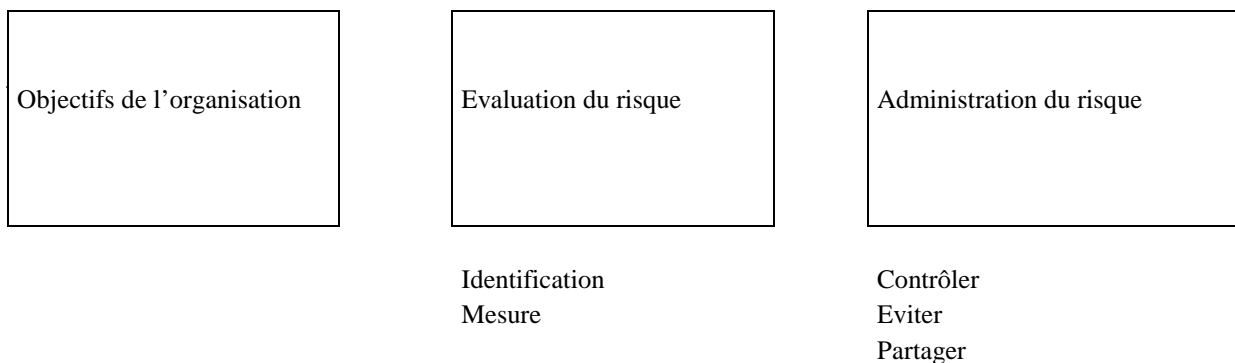 Objectifs de l’organisation
Evaluation du risque
Administration du risque
Identification
Mesure
Contrôler
Eviter
Partager